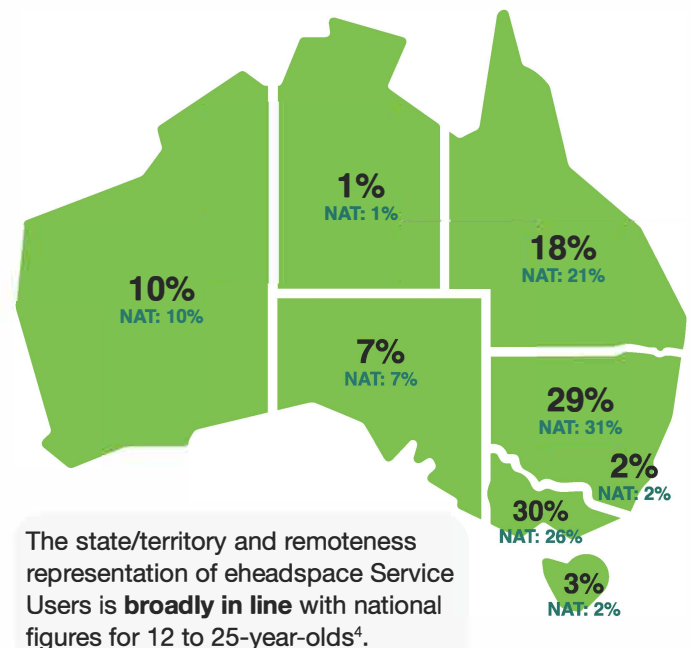 1%
NAT: 1%
18%
NAT: 21%
10%
NAT: 10%
7%
NAT: 7%
29%
NAT: 31%
2%
NAT: 2%
30%
NAT: 26%
3%
NAT: 2%
The state/territory and remoteness
representation of eheadspace Service
Users is broadly in line with national
figures for 12 to 25-year-olds⁴.